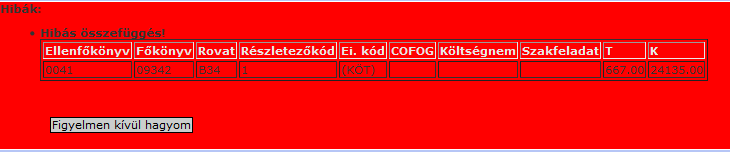 Hibák:
Hibás összefüggés!
Ellenfőkönyv Főkönyv Rovat Részletezőkód Ei. kód COFOG Költségnem Szakfeladat T K
0041 09342 B34 1 (KÖT) 667.00 24135.00
Figyelmen kívül hagyom